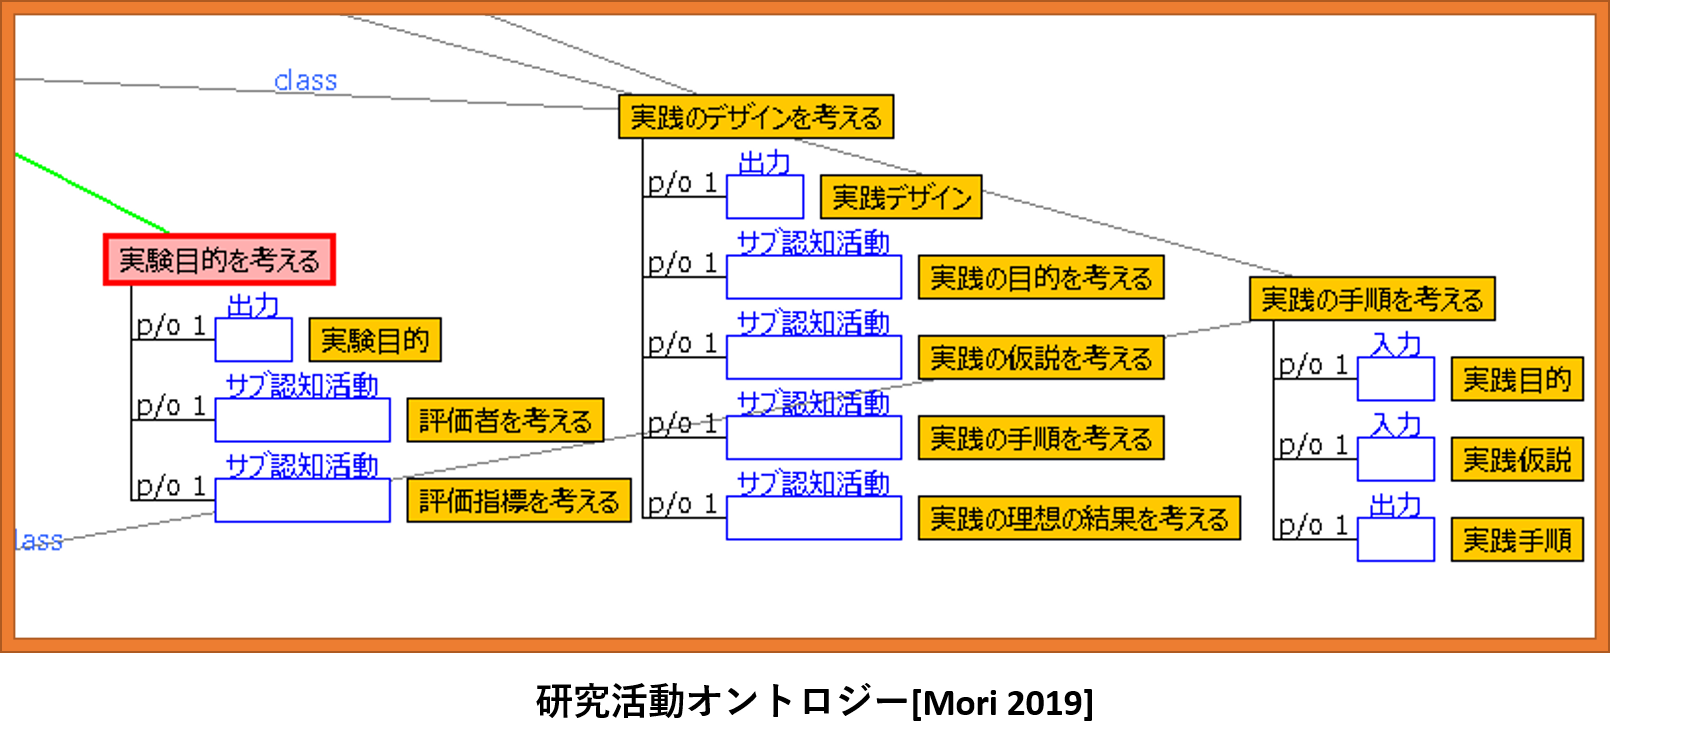 class
実践のデザインを考える
p/o 1
出力
実践デザイン
p/o 1
サブ認知活動
実践の目的を考える
p/o 1
サブ認知活動
実践の仮説を考える
p/o 1
サブ認知活動
実践の手順を考える
p/o 1
サブ認知活動
実践の理想の結果を考える
実験目的を考える
p/o 1
出力
実験目的
p/o 1
サブ認知活動
評価者を考える
p/o 1
サブ認知活動
評価指標を考える
lass
実践の手順を考える
p/o 1
入力
実践目的
p/o 1
入力
実践仮説
p/o 1
出力
実践手順
研究活動オントロジー[Mori 2019]